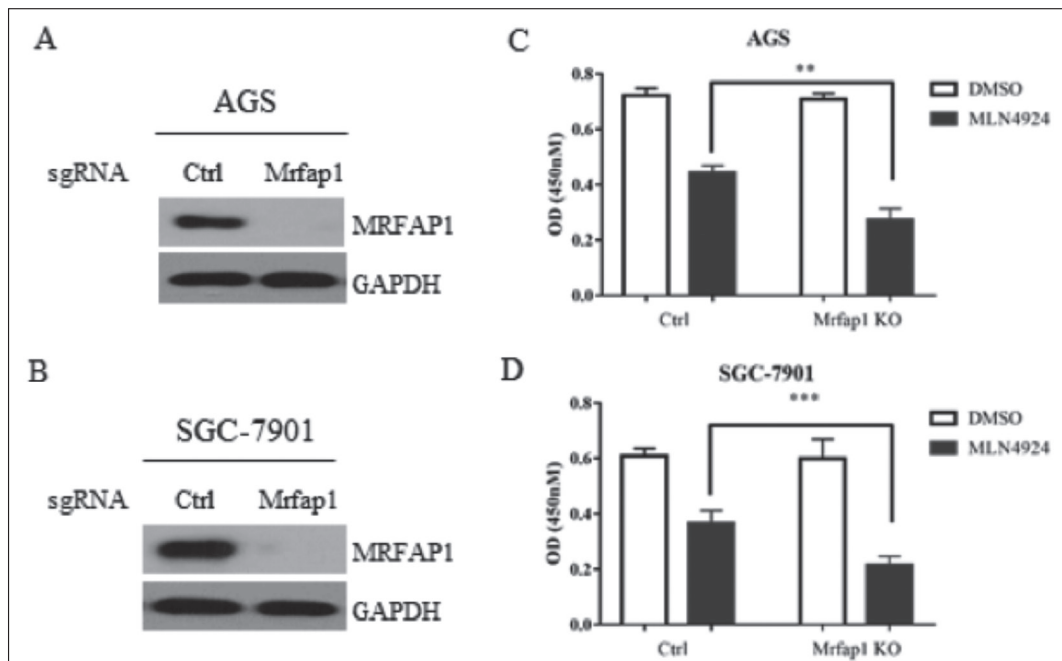 A
AGS
sgRNA Ctrl Mrfap1
MRFAP1
GAPDH
B
SGC-7901
sgRNA Ctrl Mrfap1
MRFAP1
GAPDH
C
AGS
**
DMSO
MLN4924
OD (450nM)
0.8
0.6
0.4
0.2
0.0
Ctrl Mrfap1 KO
D
SGC-7901
***
DMSO
MLN4924
OD (450nM)
0.8
0.6
0.4
0.2
0.0
Ctrl Mrfap1 KO